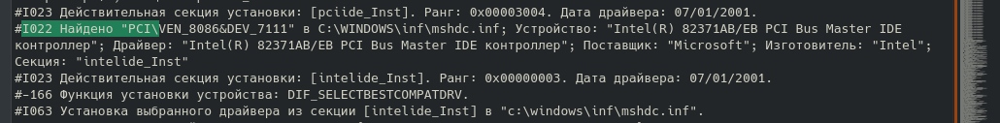 #I023 Действительная секция установки: [pciide_Inst]. Ранг: 0x00003004. Дата драйвера: 07/01/2001.
#I022 Найдено "PCI\VEN_8086&DEV_7111" в C:\WINDOWS\inf\mshdc.inf; Устройство: "Intel(R) 82371AB/EB PCI Bus Master IDE
контроллер"; Драйвер: "Intel(R) 82371AB/EB PCI Bus Master IDE контроллер"; Поставщик: "Microsoft"; Изготовитель: "Intel";
Секция: "intelide_Inst"
#I023 Действительная секция установки: [intelide_Inst]. Ранг: 0x00000003. Дата драйвера: 07/01/2001.
#-166 Функция установки устройства: DIF_SELECTBESTCOMPATDRV.
#I063 Установка выбранного драйвера из секции [intelide_Inst] в "c:\windows\inf\mshdc.inf".